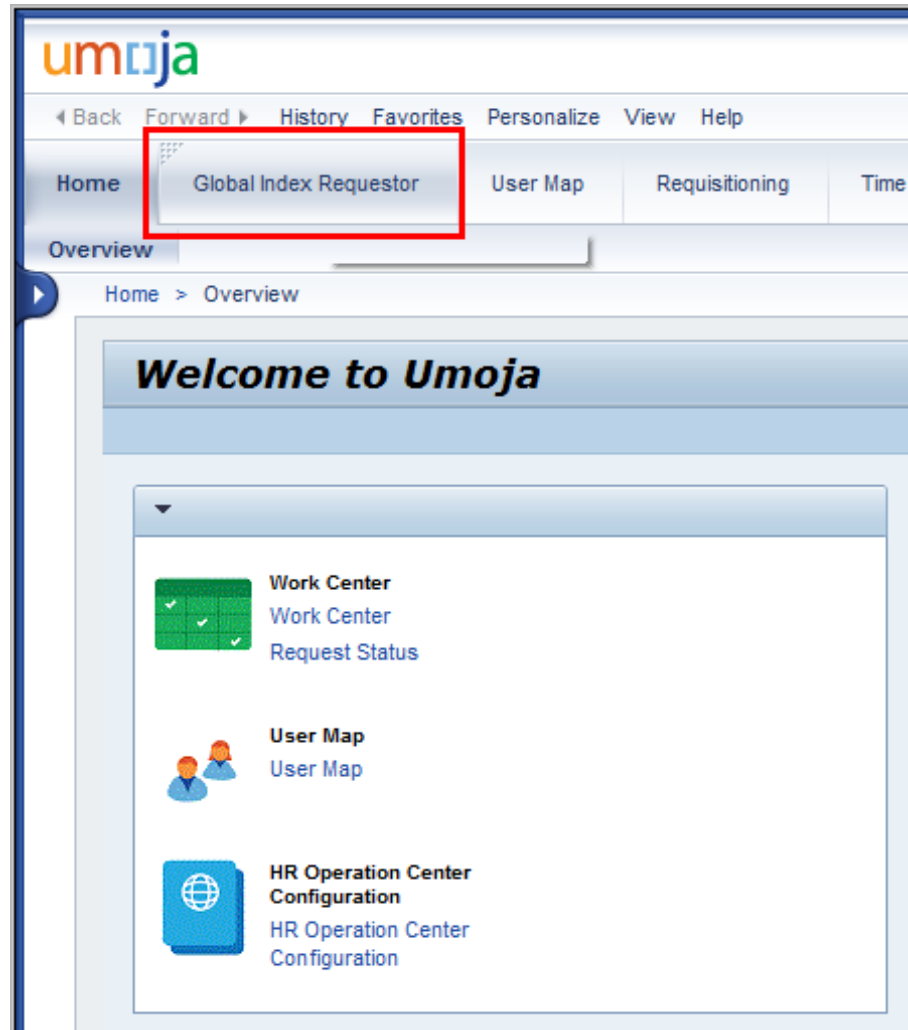 umoja
Back Forward History Favorites Personalize View Help
Home Global Index Requestor User Map Requisitioning Time
Overview
Home > Overview
Welcome to Umoja
Work Center
Work Center
Request Status
User Map
User Map
HR Operation Center
Configuration
HR Operation Center
Configuration